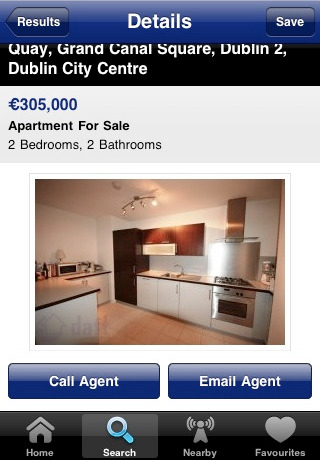 Results
Details
Save
Quay, Grand Canal Square, Dublin 2,
Dublin City Centre
€305,000
Apartment For Sale
2 Bedrooms, 2 Bathrooms
daft
Call Agent
Email Agent
Home
Search
Nearby
Favourites